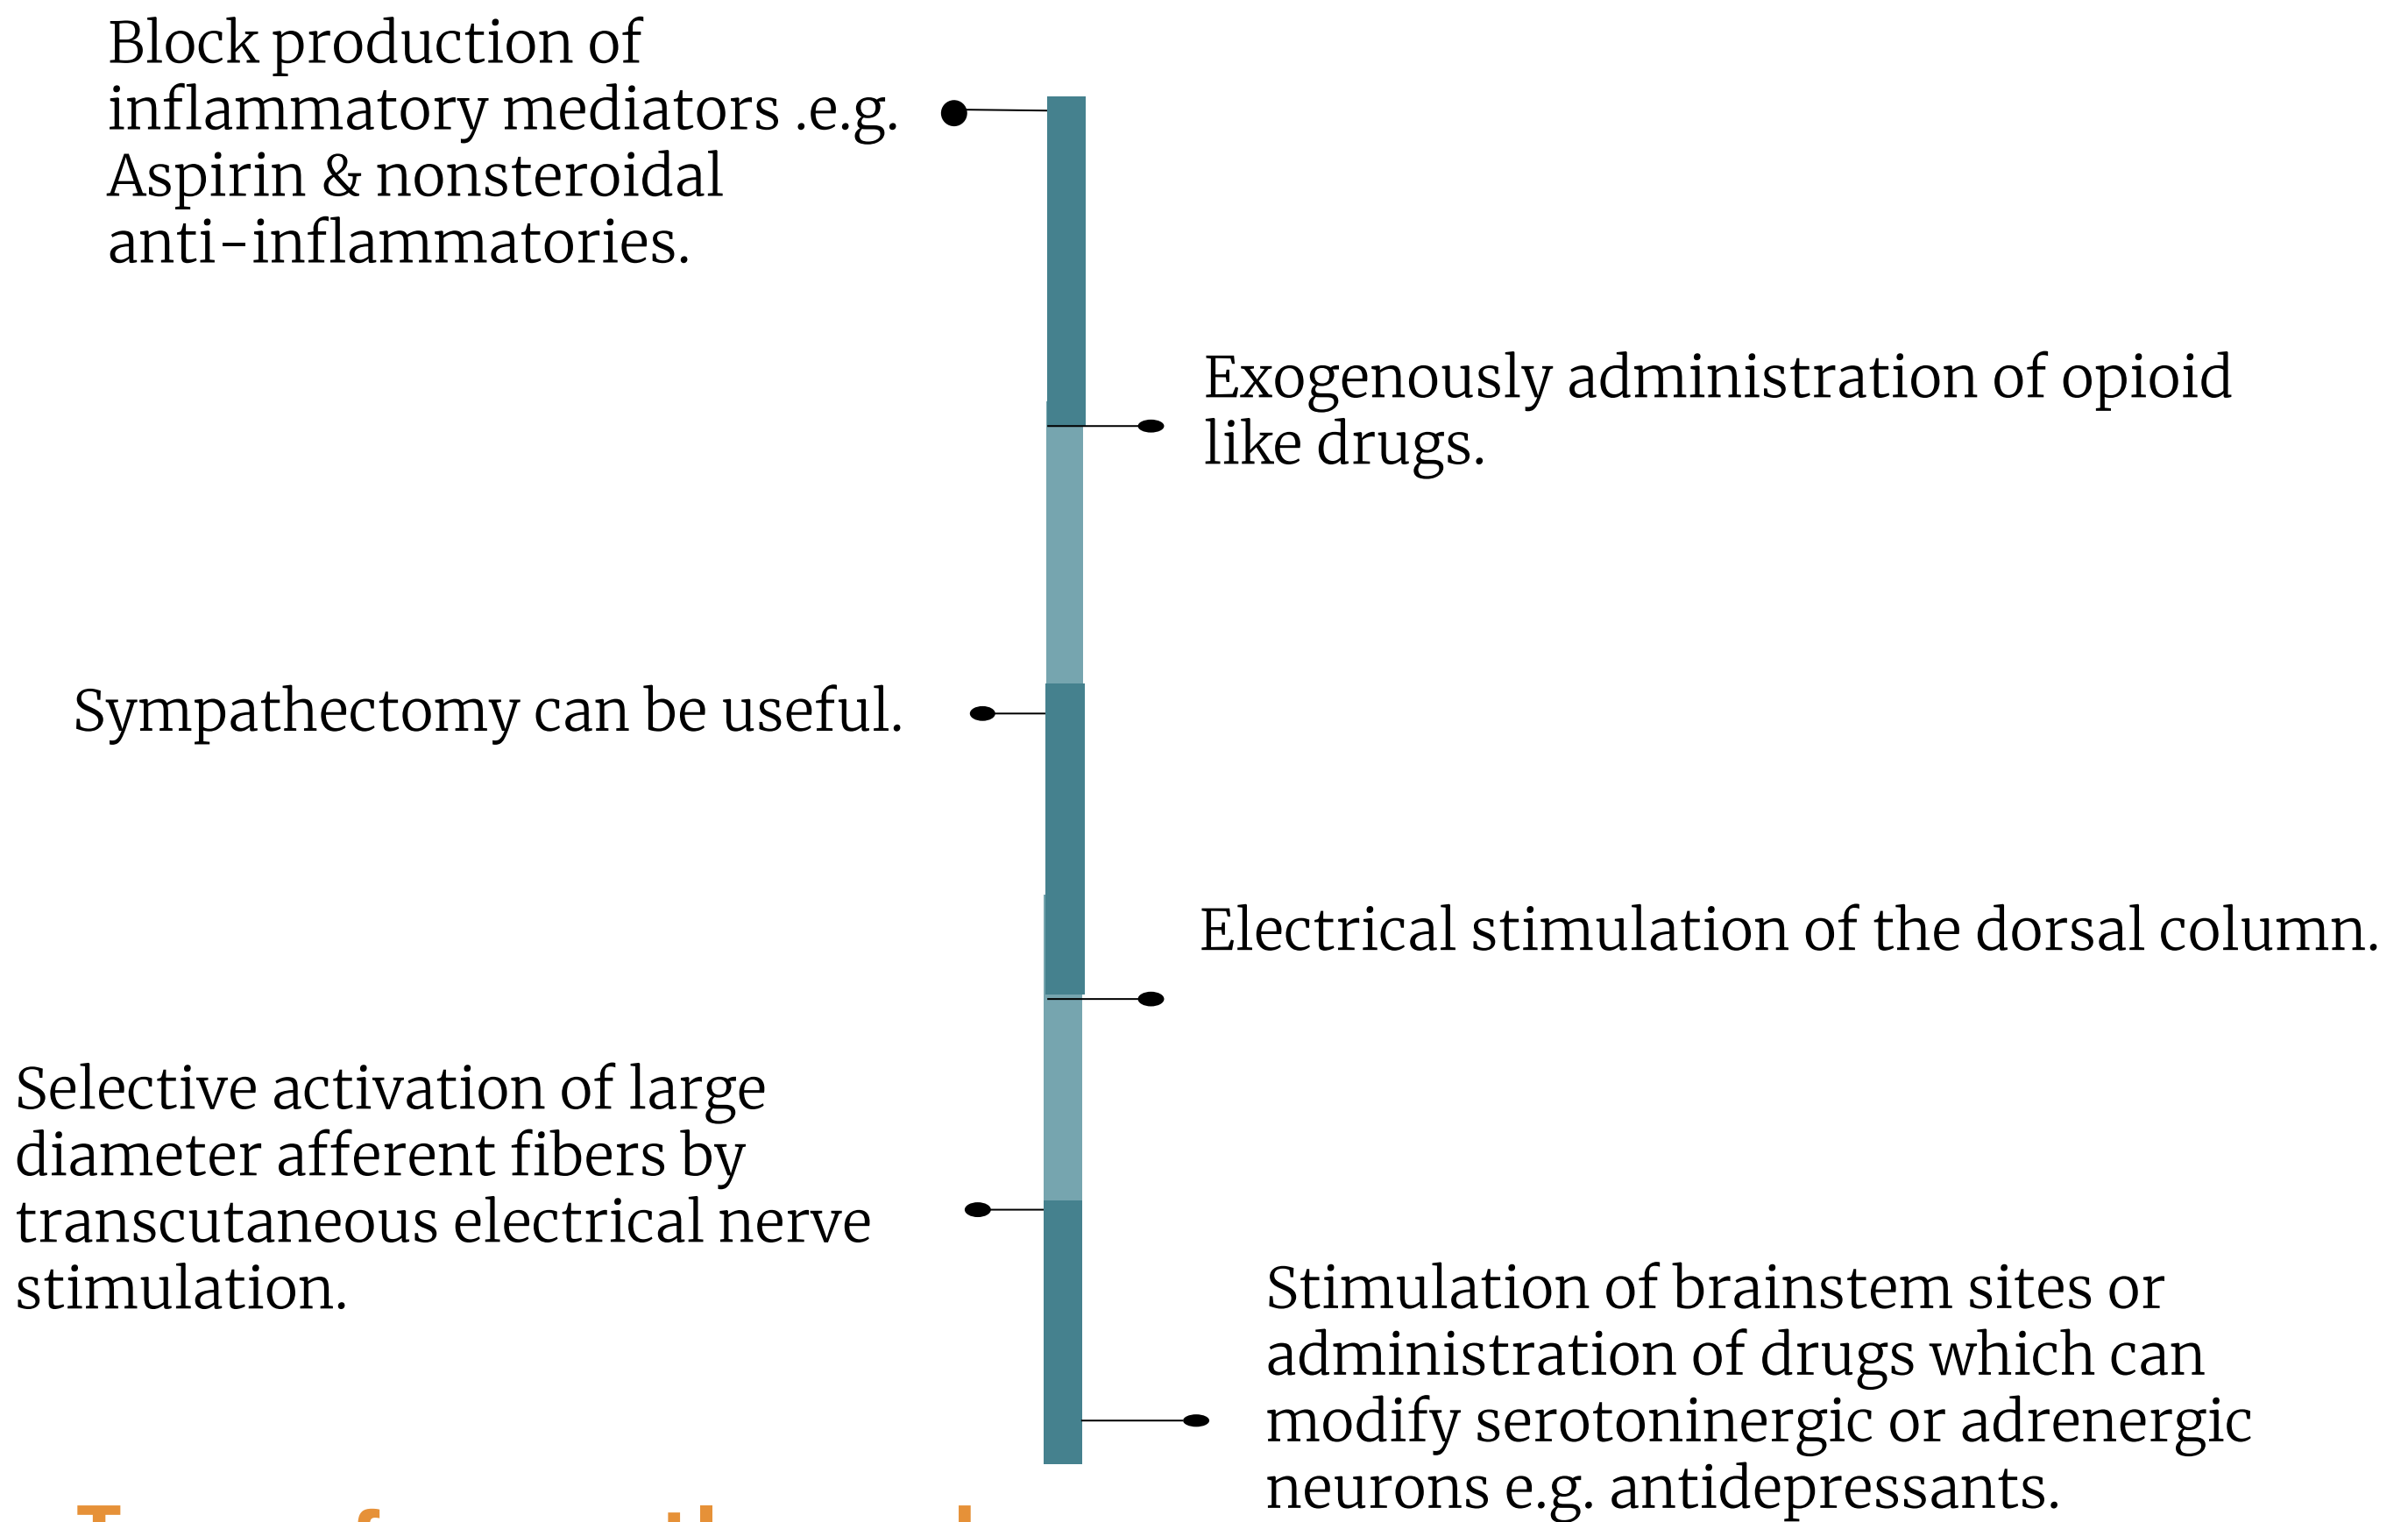 Block production of
inflammatory mediators .e.g.
Aspirin & nonsteroidal
anti-inflammatories.
Exogenously administration of opioid
like drugs.
Sympathectomy can be useful.
Electrical stimulation of the dorsal column.
Selective activation of large
diameter afferent fibers by
transcutaneous electrical nerve
stimulation.
Stimulation of brainstem sites or
administration of drugs which can
modify serotoninergic or adrenergic
neurons e.g. antidepressants.